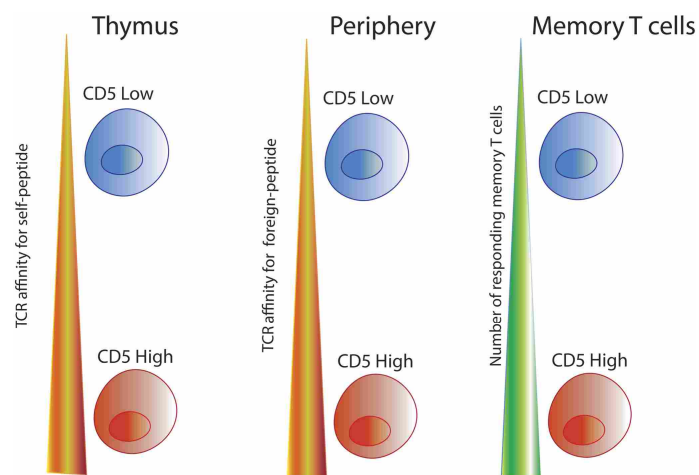 Thymus
CD5 Low
TCR affinity for self-peptide
CD5 High
Periphery
CD5 Low
TCR affinity for foreign-peptide
CD5 High
Memory T cells
CD5 Low
Number of responding memory T cells
CD5 High